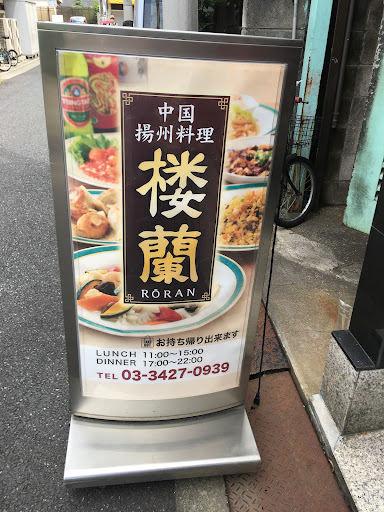 中国
揚州料理
楼蘭
RŌRAN
お持ち帰り出来ます
LUNCH 11:00～15:00
DINNER 17:00～22:00
TEL 03-3427-0939